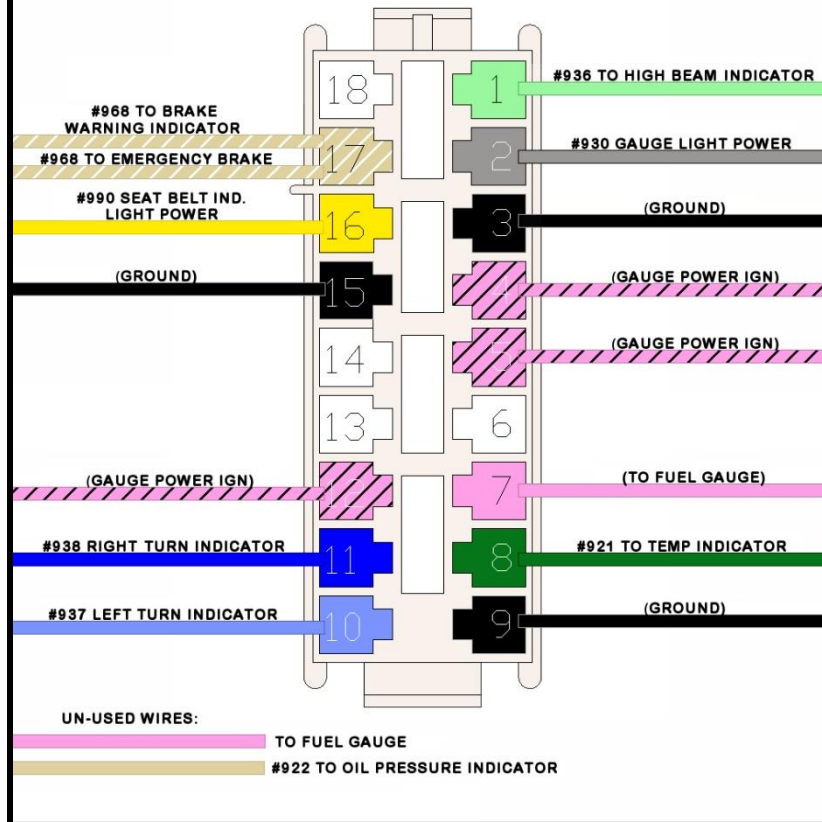 18
1
#936 TO HIGH BEAM INDICATOR
#968 TO BRAKE
WARNING INDICATOR
#968 TO EMERGENCY BRAKE
17
2
#930 GAUGE LIGHT POWER
#990 SEAT BELT IND.
LIGHT POWER
16
3
(GROUND)
(GROUND)
15
4
(GAUGE POWER IGN)
14
5
(GAUGE POWER IGN)
13
6
(GAUGE POWER IGN)
12
7
(TO FUEL GAUGE)
#938 RIGHT TURN INDICATOR
11
8
#921 TO TEMP INDICATOR
#937 LEFT TURN INDICATOR
10
9
(GROUND)
UN-USED WIRES:
TO FUEL GAUGE
#922 TO OIL PRESSURE INDICATOR